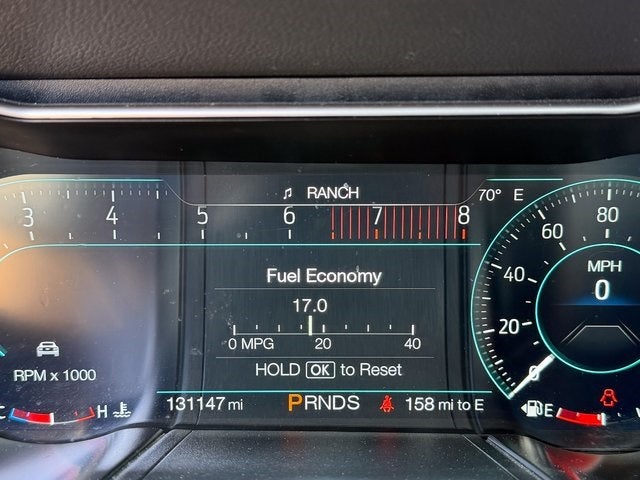 ♫ RANCH
70° E
3 4 5 6 7 8
60 80
MPH
0
40
20
0
Fuel Economy
17.0
0 MPG 20 40
HOLD OK to Reset
RPM x 1000
C H
131147 mi PRNDS 158 mi to E
E